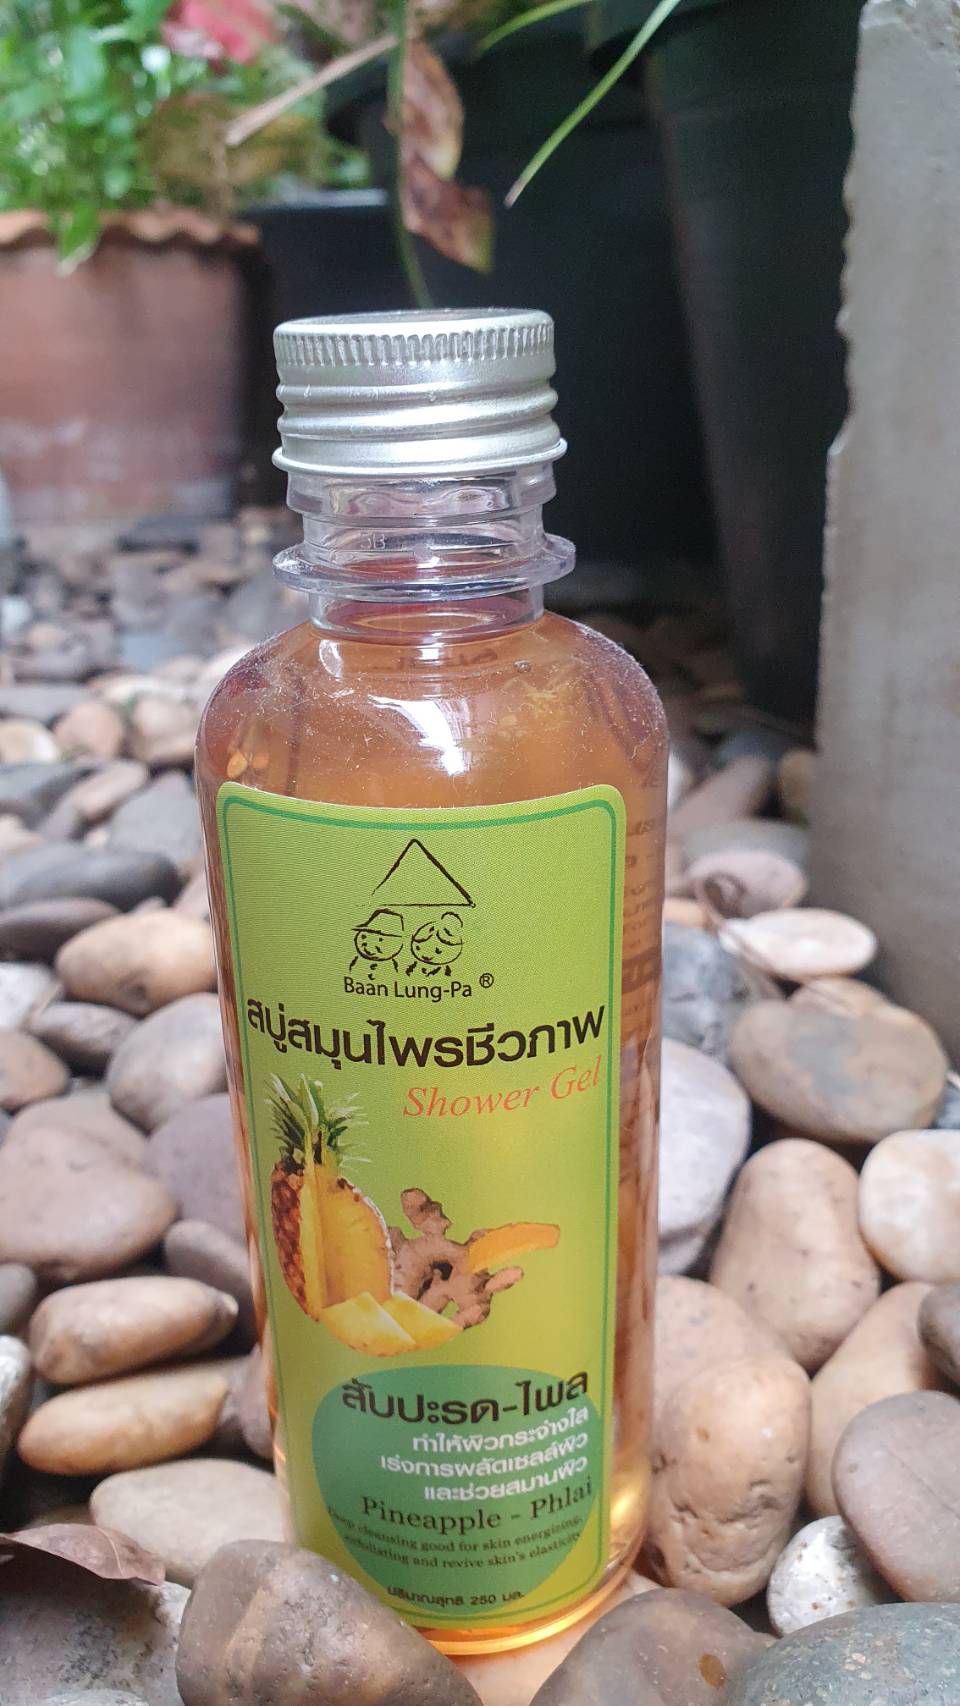 Baan Lung-Pa ®
สบู่สมุนไพรชีวภาพ
Shower Gel
สับปะรด-ไพล
ทำให้ผิวกระจ่างใส
เร่งการผลัดเซลล์ผิว
และช่วยสมานผิว
Pineapple - Phlai
Deep cleansing good for skin energizing,
exfoliating and revive skin's elasticity
ปริมาณสุทธิ 250 มล.